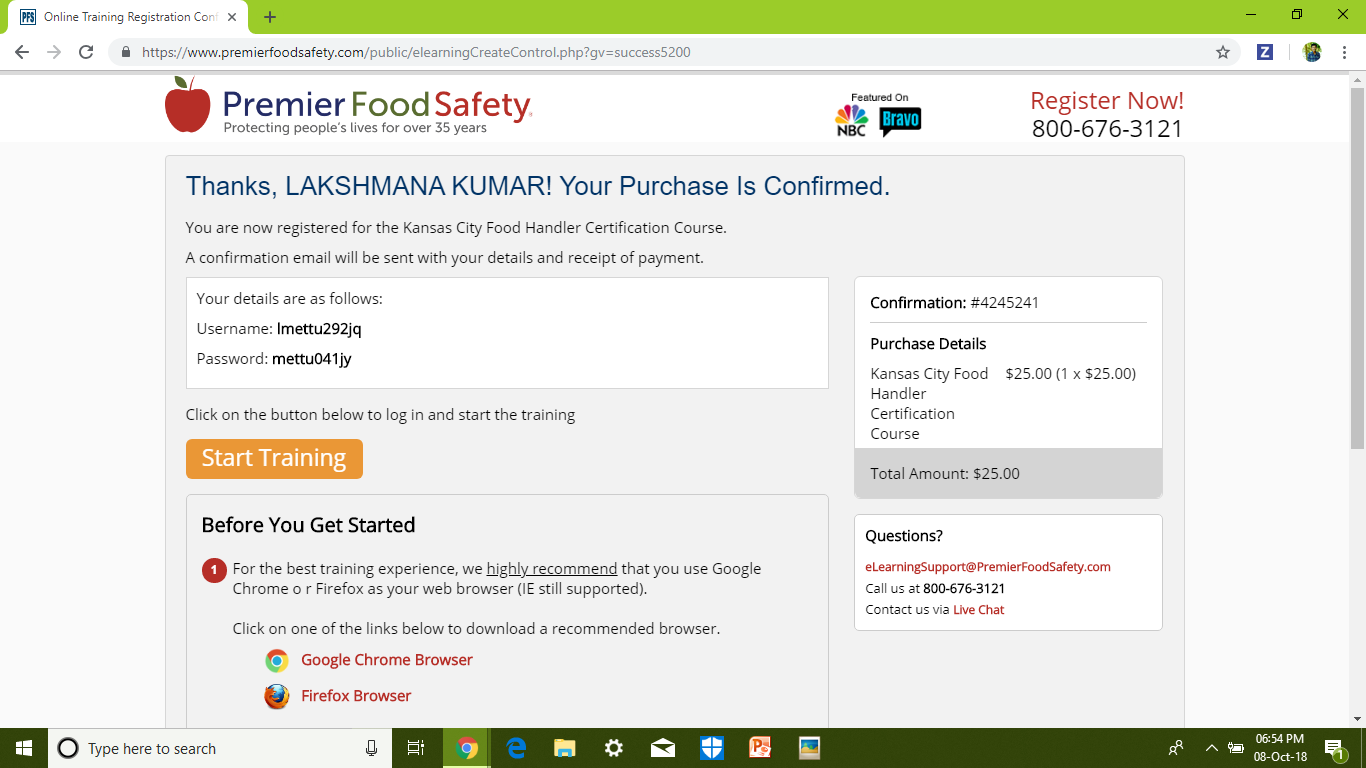 PFS Online Training Registration Conf
https://www.premierfoodsafety.com/public/elearningCreateControl.php?gv=success5200
Z
Premier Food Safety
Protecting people's lives for over 35 years
Featured On
NBC
Bravo
Register Now!
800-676-3121
Thanks, LAKSHMANA KUMAR! Your Purchase Is Confirmed.
You are now registered for the Kansas City Food Handler Certification Course.
A confirmation email will be sent with your details and receipt of payment.
Your details are as follows:
Username: lmettu292jq
Password: mettu041jy
Click on the button below to log in and start the training
Start Training
Before You Get Started
1 For the best training experience, we highly recommend that you use Google
Chrome o r Firefox as your web browser (IE still supported).
Click on one of the links below to download a recommended browser.
Google Chrome Browser
Firefox Browser
Confirmation: #4245241
Purchase Details
Kansas City Food $25.00 (1 x $25.00)
Handler
Certification
Course
Total Amount: $25.00
Questions?
eLearningSupport@PremierFoodSafety.com
Call us at 800-676-3121
Contact us via Live Chat
Type here to search
06:54 PM
08-Oct-18
1